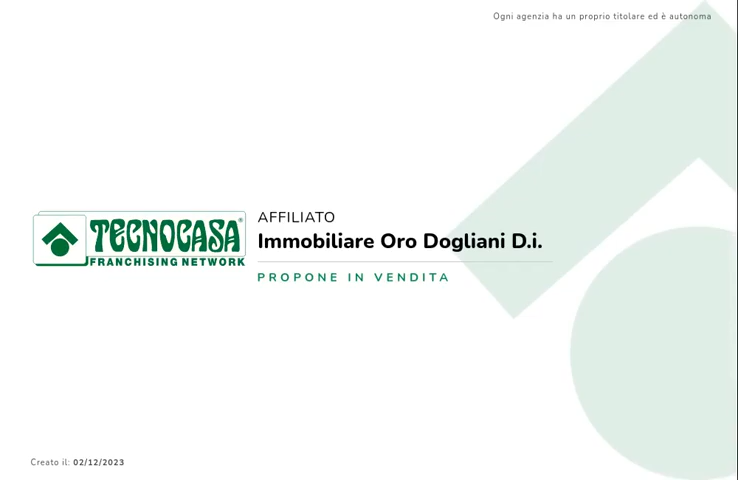 Ogni agenzia ha un proprio titolare ed è autonoma
AFFILIATO
TECNOCASA®
Immobiliare Oro Dogliani D.i.
FRANCHISING NETWORK
PROPONE IN VENDITA
Creato il: 02/12/2023